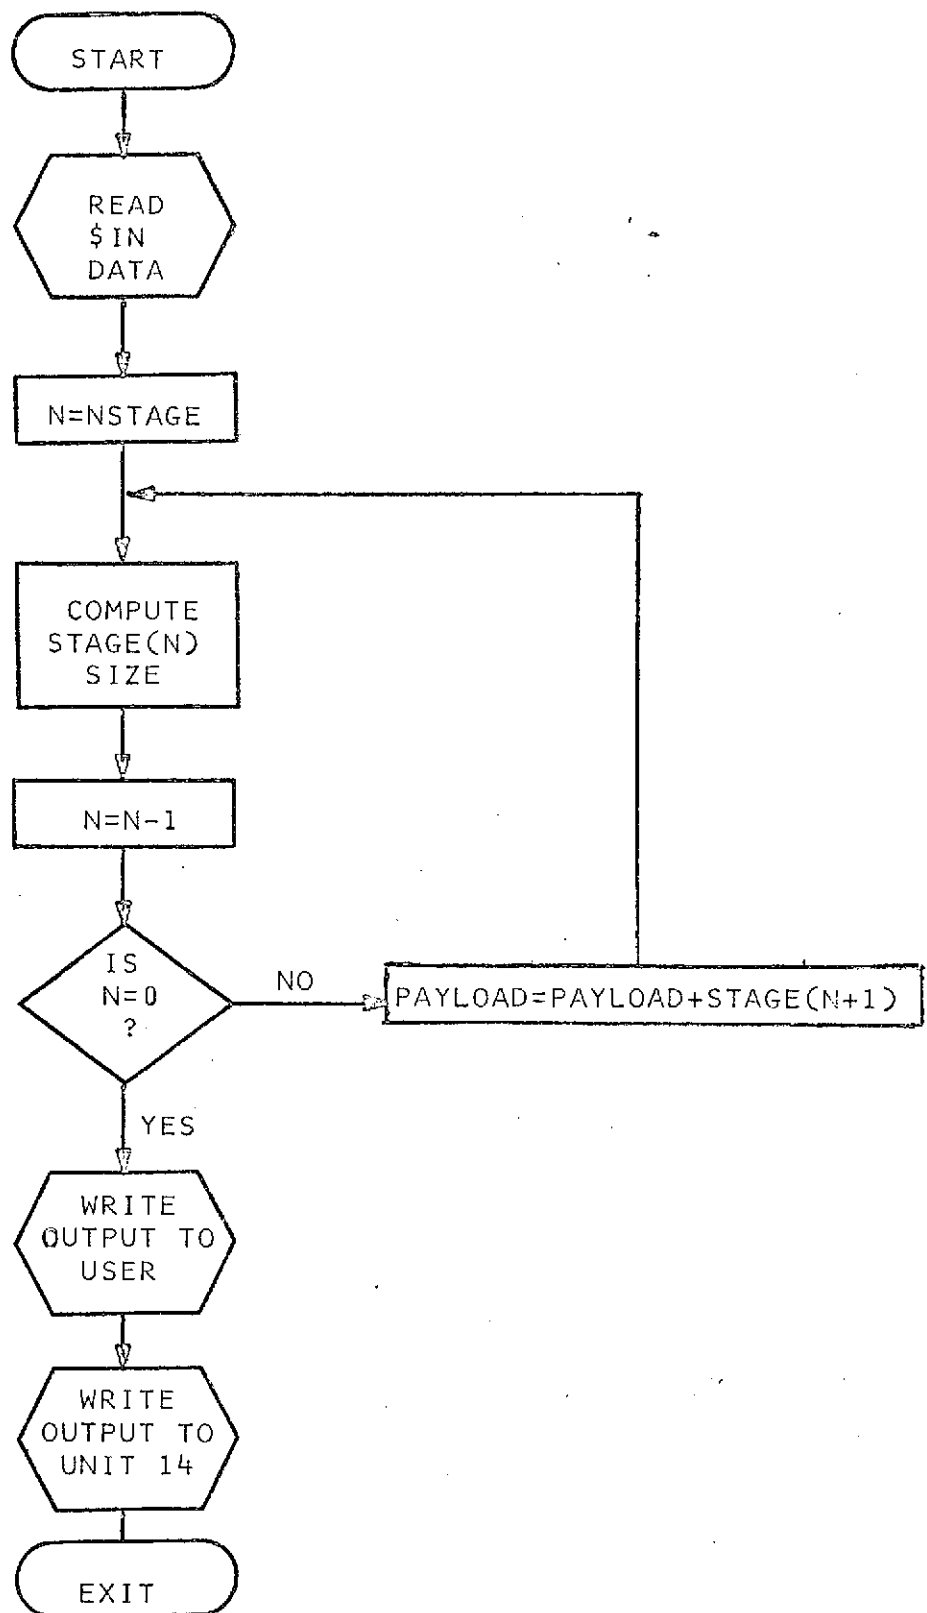 START
READ
$IN
DATA
N=NSTAGE
COMPUTE
STAGE(N)
SIZE
N=N-1
IS
N=0
?
NO
PAYLOAD=PAYLOAD+STAGE(N+1)
YES
WRITE
OUTPUT TO
USER
WRITE
OUTPUT TO
UNIT 14
EXIT